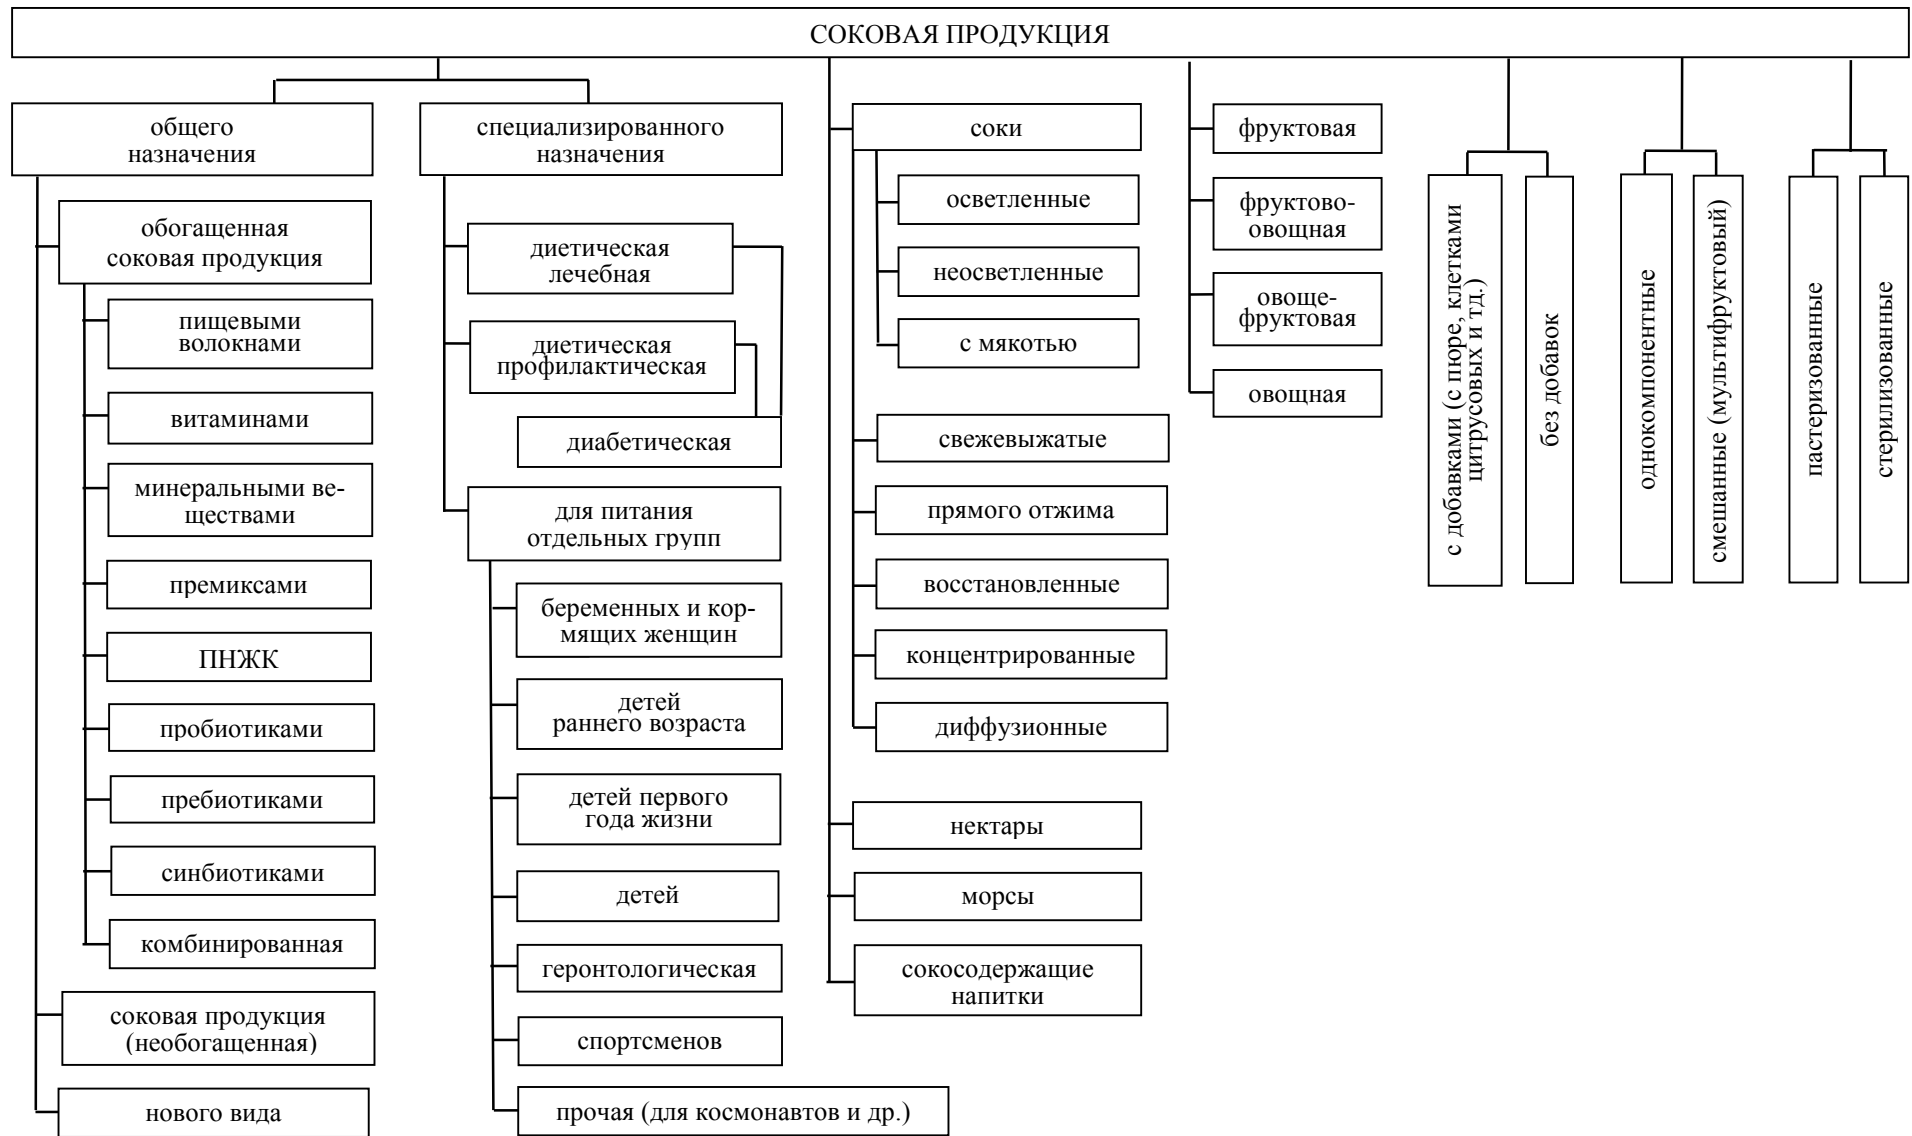 СОКОВАЯ ПРОДУКЦИЯ
общего
назначения
обогащенная
соковая продукция
пищевыми
волокнами
витаминами
минеральными ве-
ществами
премиксами
ПНЖК
пробиотиками
пребиотиками
синбиотиками
комбинированная
соковая продукция
(необогащенная)
нового вида
специализированного
назначения
диетическая
лечебная
диетическая
профилактическая
диабетическая
для питания
отдельных групп
беременных и кор-
мящих женщин
детей
раннего возраста
детей первого
года жизни
детей
геронтологическая
спортсменов
прочая (для космонавтов и др.)
соки
осветленные
неосветленные
с мякотью
свежевыжатые
прямого отжима
восстановленные
концентрированные
диффузионные
нектары
морсы
сокосодержащие
напитки
фруктовая
фруктово-
овощная
овоще-
фруктовая
овощная
с добавками (с пюре, клетками
цитрусовых и тд.)
без добавок
однокомпонентные
смешанные (мультифруктовый)
пастеризованные
стерилизованные